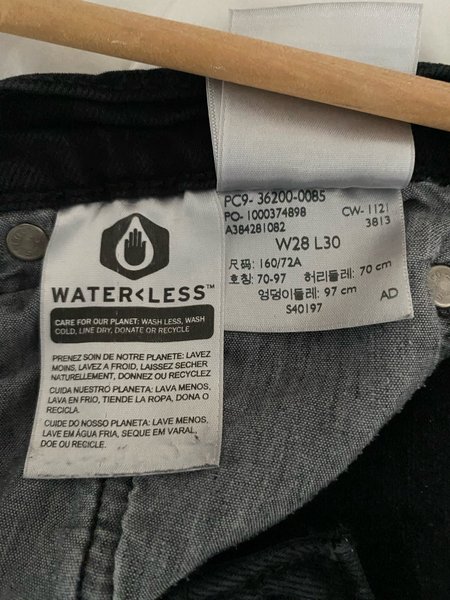 PC9- 36200-0085
PO- 1000374898 CW- 1121
A384281082 3813
W28 L30
尺码: 160/72A
호칭: 70-97 허리둘레: 70 cm
엉덩이둘레: 97 cm
S40197 AD
WATER<LESS™
CARE FOR OUR PLANET: WASH LESS, WASH
COLD, LINE DRY, DONATE OR RECYCLE
PRENEZ SOIN DE NOTRE PLANETE: LAVEZ
MOINS, LAVEZ A FROID, LAISSEZ SECHER
NATURELLEMENT, DONNEZ OU RECYCLEZ
CUIDA NUESTRO PLANETA: LAVA MENOS,
LAVA EN FRIO, TIENDE LA ROPA, DONA O
RECICLA.
CUIDE DO NOSSO PLANETA: LAVE MENOS,
LAVE EM ÁGUA FRIA, SEQUE EM VARAL,
DOE OU RECICLE.